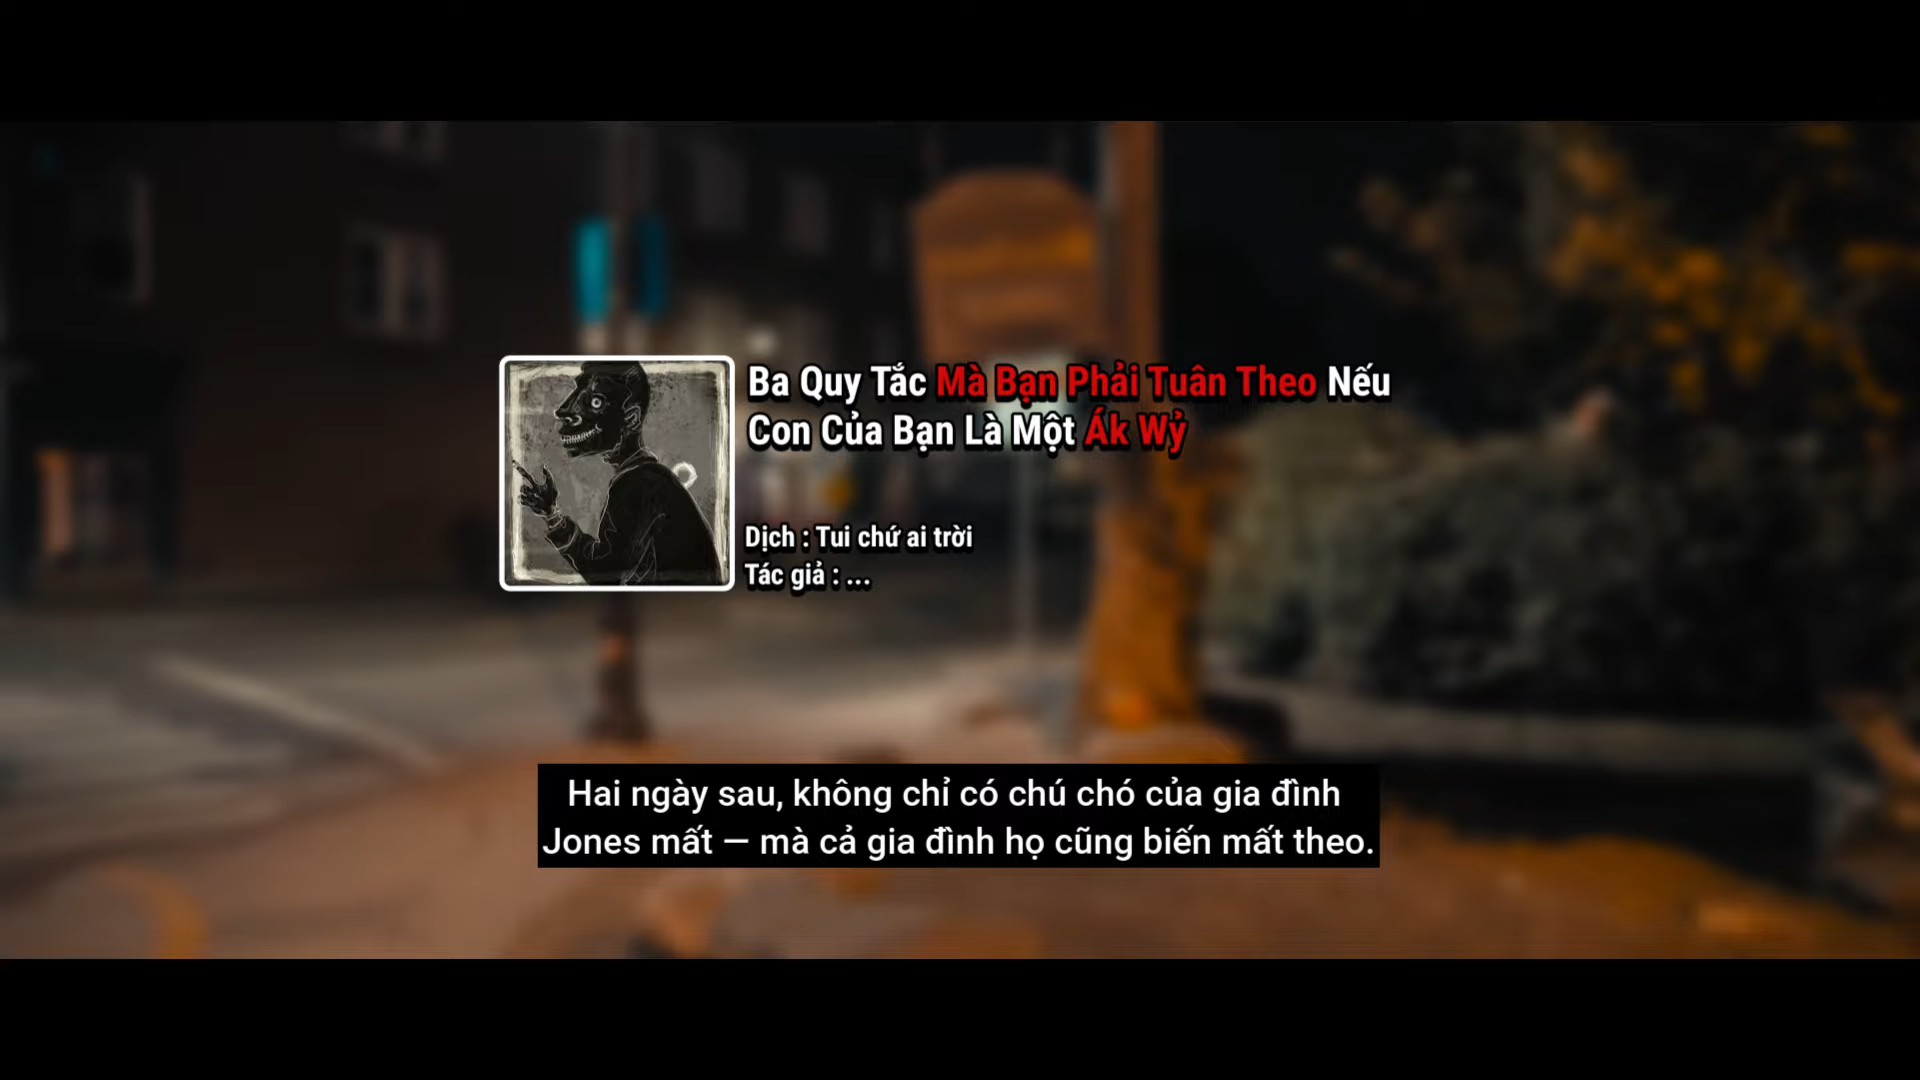 Ba Quy Tắc Mà Bạn Phải Tuân Theo Nếu
Con Của Bạn Là Một Ák Wỷ
Dịch : Tui chứ ai trời
Tác giả : ...
Hai ngày sau, không chỉ có chú chó của gia đình
Jones mất — mà cả gia đình họ cũng biến mất theo.